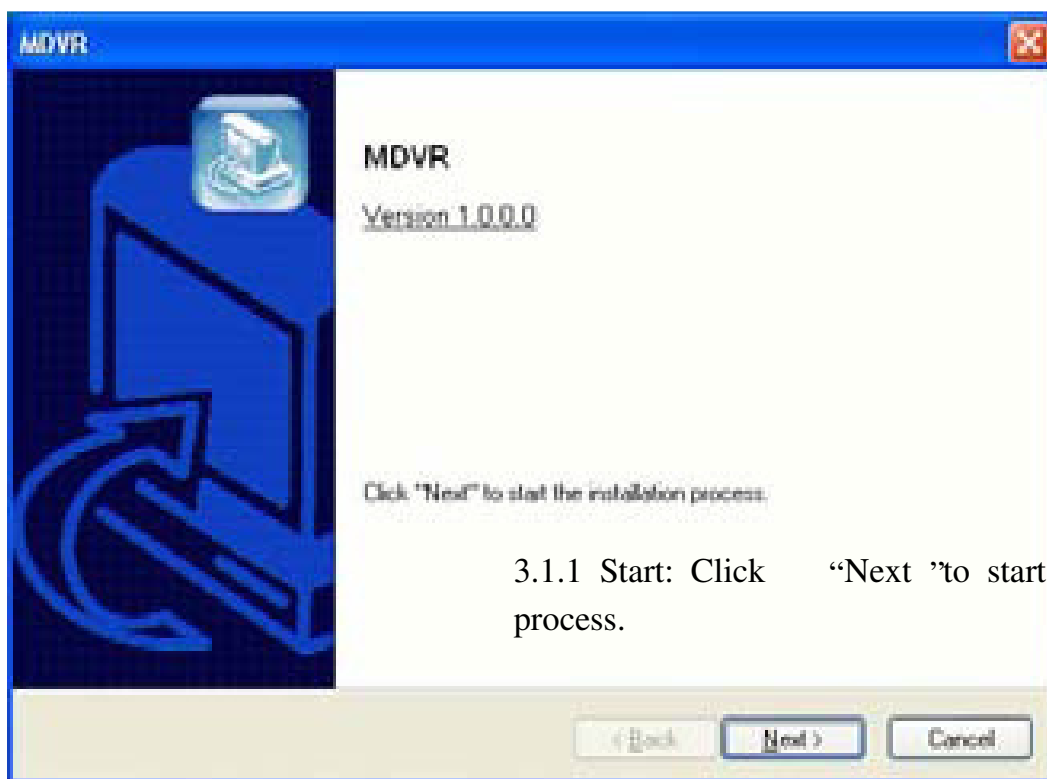 MDVR
MDVR
Version 1.0.0.0
Click "Next" to start the installation process.
3.1.1 Start: Click “Next ”to start
process.
< Back Next > Cancel